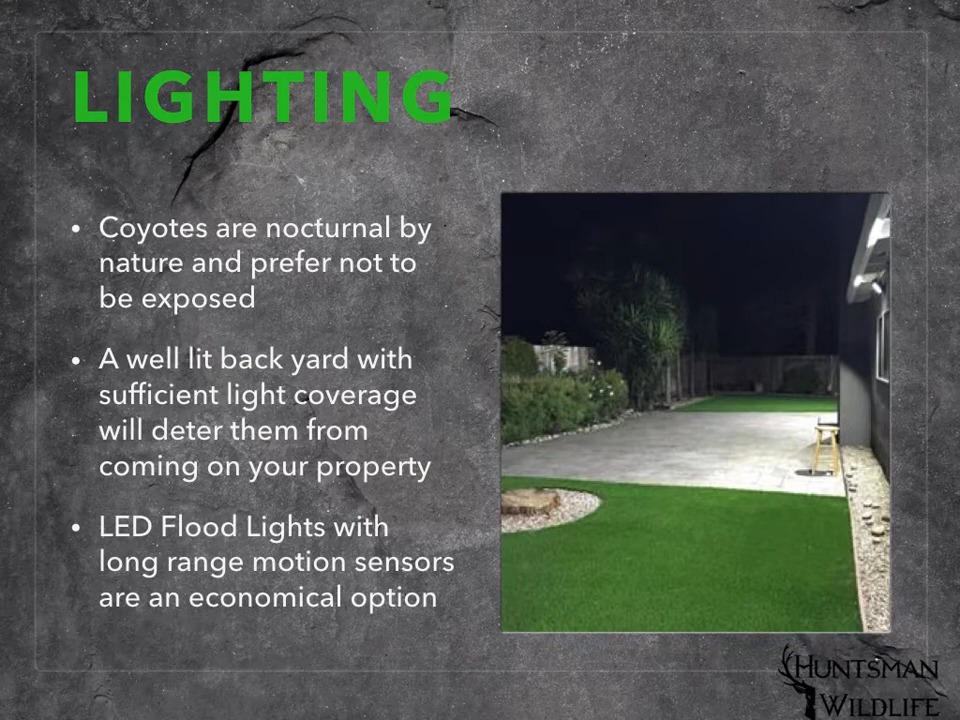 LIGHTING
• Coyotes are nocturnal by
nature and prefer not to
be exposed
• A well lit back yard with
sufficient light coverage
will deter them from
coming on your property
• LED Flood Lights with
long range motion sensors
are an economical option
HUNTSMAN
WILDLIFE